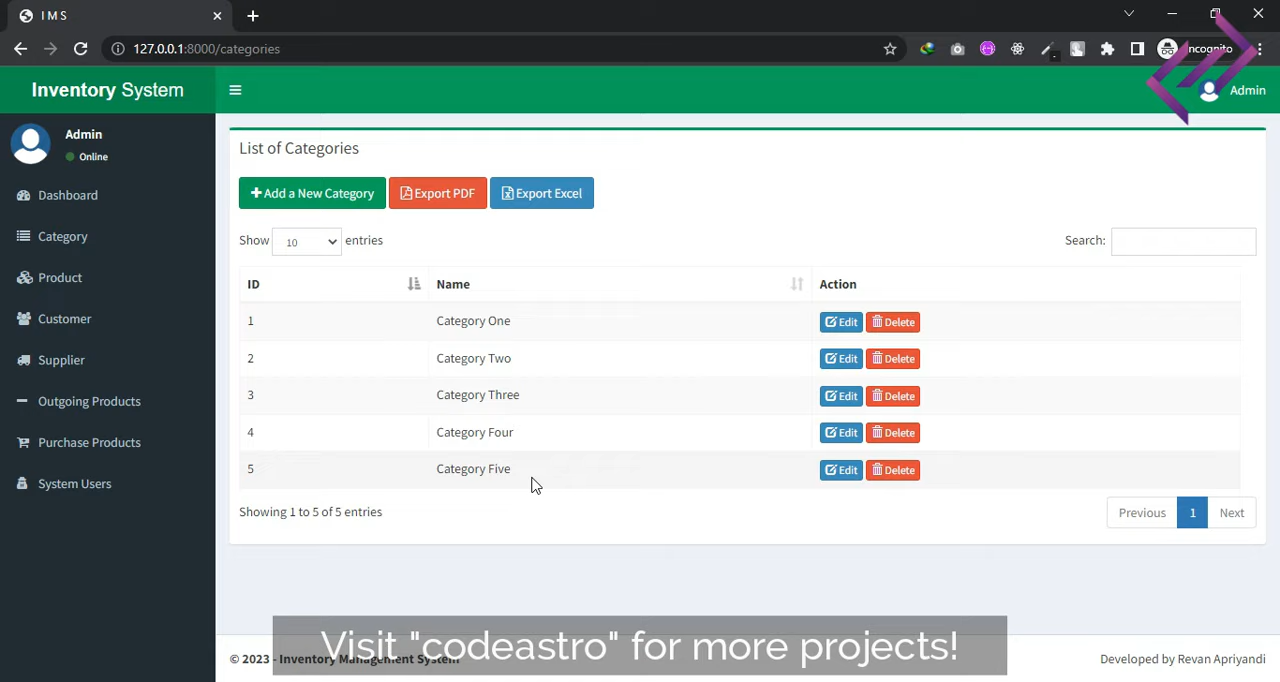 I M S
127.0.0.1:8000/categories
Incognito
Inventory System
Admin
Admin
Online
Dashboard
Category
Product
Customer
Supplier
Outgoing Products
Purchase Products
System Users
List of Categories
Add a New Category
Export PDF
Export Excel
Show 10 entries
Search:
ID Name Action
1 Category One Edit Delete
2 Category Two Edit Delete
3 Category Three Edit Delete
4 Category Four Edit Delete
5 Category Five Edit Delete
Showing 1 to 5 of 5 entries
Previous 1 Next
Visit "codeastro" for more projects!
© 2023 - Inventory Management System
Developed by Revan Apriyandi